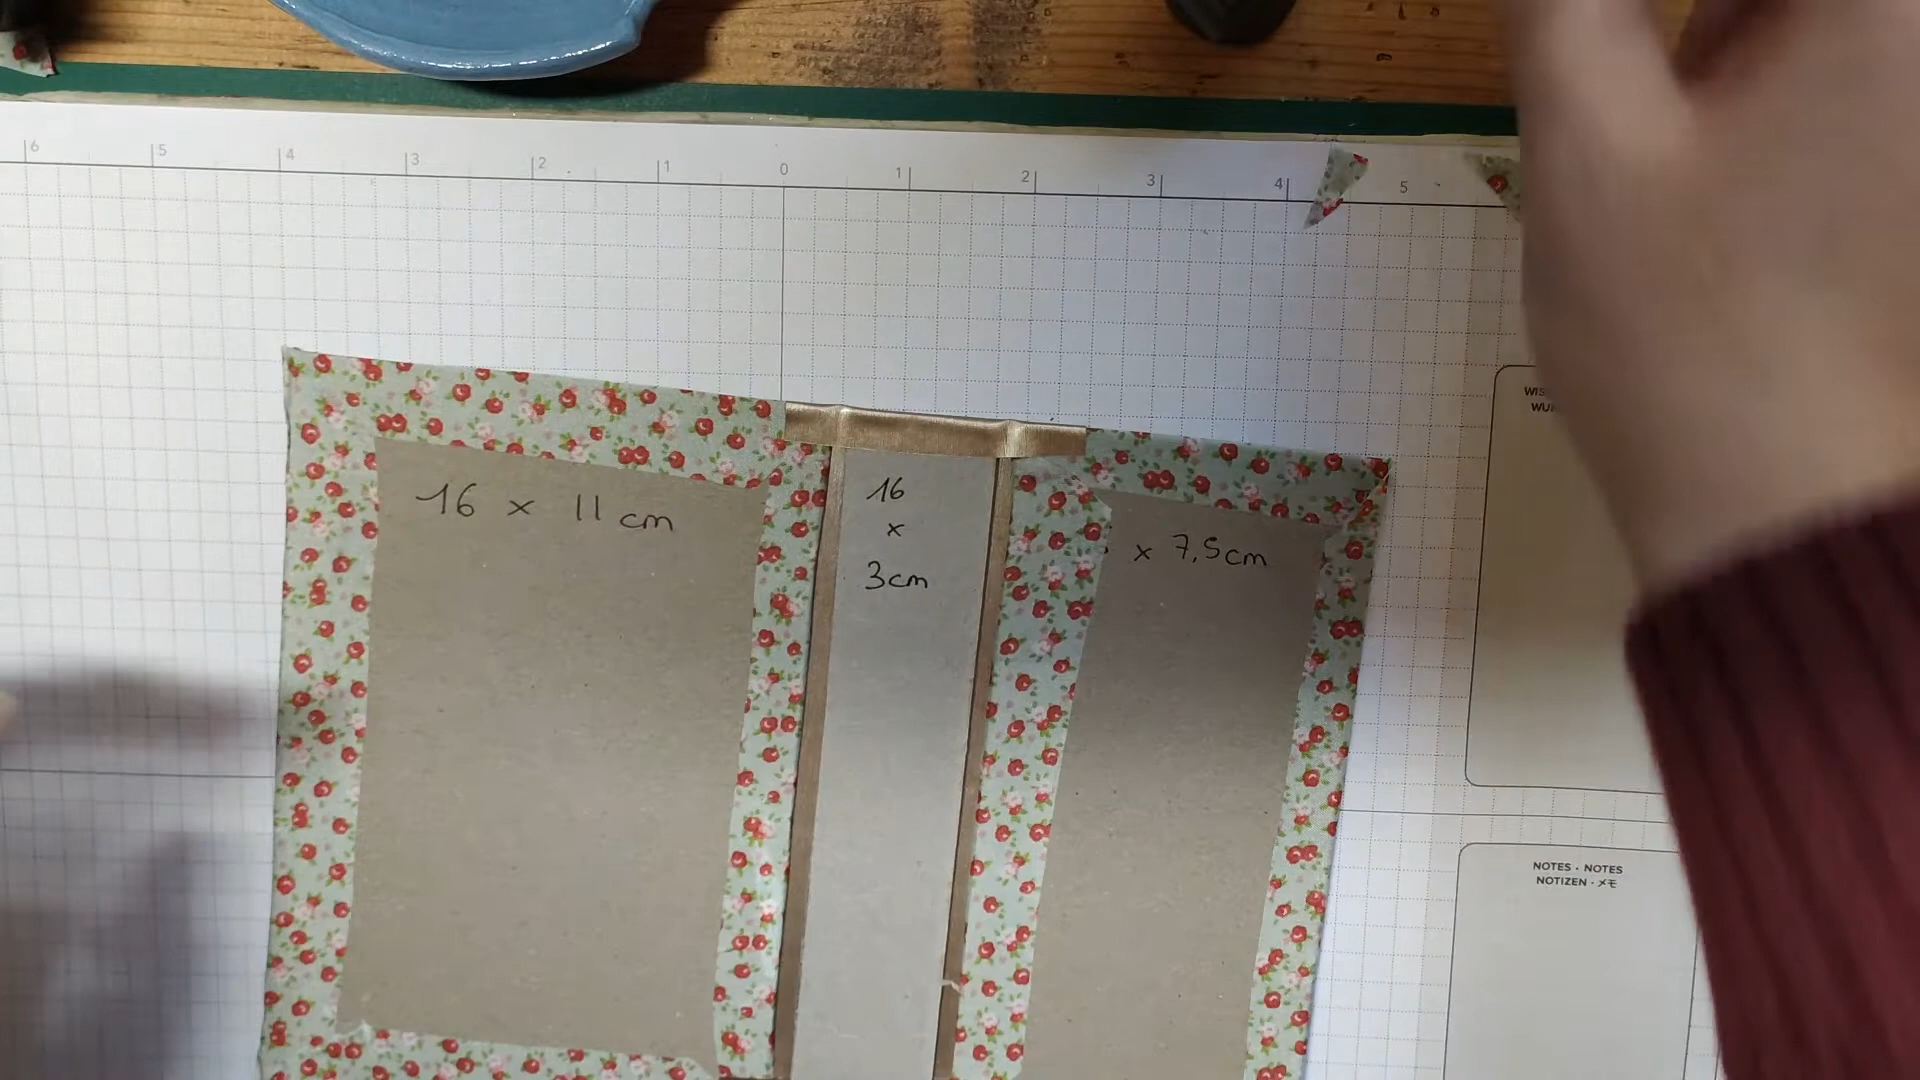 6 5 4 3 2 1 0 1 2 3 4 5
16 x 11 cm
16
x
3cm
x 7,5cm
NOTES · NOTES
NOTIZEN · メモ